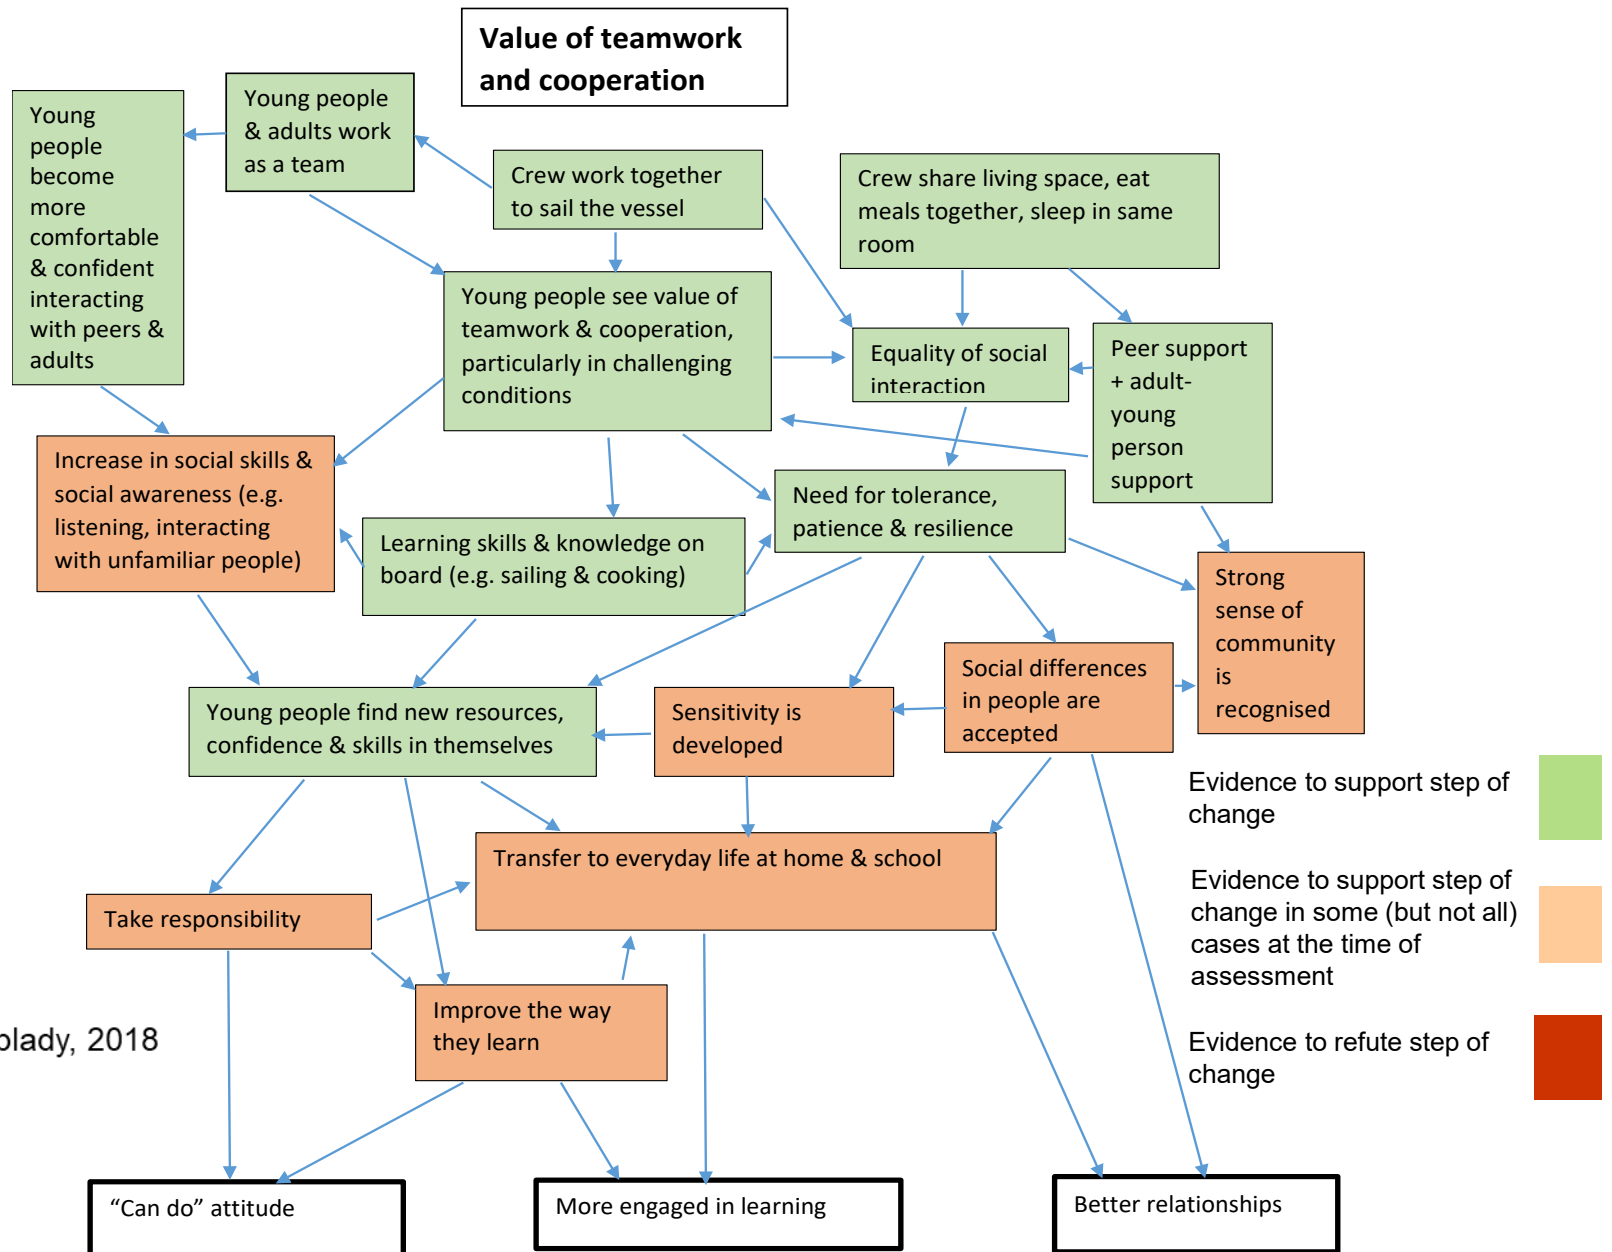 Value of teamwork
and cooperation
Young
people
become
more
comfortable
& confident
interacting
with peers &
adults
Young people
& adults work
as a team
Crew work together
to sail the vessel
Crew share living space, eat
meals together, sleep in same
room
Young people see value of
teamwork & cooperation,
particularly in challenging
conditions
Equality of social
interaction
Peer support
+ adult-
young
person
support
Increase in social skills &
social awareness (e.g.
listening, interacting
with unfamiliar people)
Learning skills & knowledge on
board (e.g. sailing & cooking)
Need for tolerance,
patience & resilience
Strong
sense of
community
is
recognised
Young people find new resources,
confidence & skills in themselves
Sensitivity is
developed
Social differences
in people are
accepted
Transfer to everyday life at home & school
Take responsibility
Improve the way
they learn
Evidence to support step of
change
Evidence to support step of
change in some (but not all)
cases at the time of
assessment
Evidence to refute step of
change
2018
“Can do” attitude
More engaged in learning
Better relationships